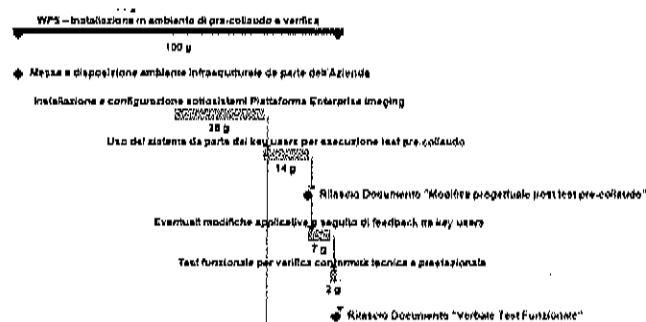 WP5 – Installazione in ambiente di pre-collaudo e verifica
100 g
Messa a disposizione ambiente infrastrutturale da parte dell'Azienda
Installazione e configurazione sottosistemi Piattaforma Enterprise Imaging
28 g
Uso del sistema da parte dei key users per esecuzione test pre-collaudo
14 g
Rilascio Documento "Modifica progettuale post test pre-collaudo"
Eventuali modifiche applicative a seguito di feedback key users
7 g
Test funzionale per verifica conformità tecnica e prestazionale
2 g
Rilascio Documento "Verbale Test Funzionale"